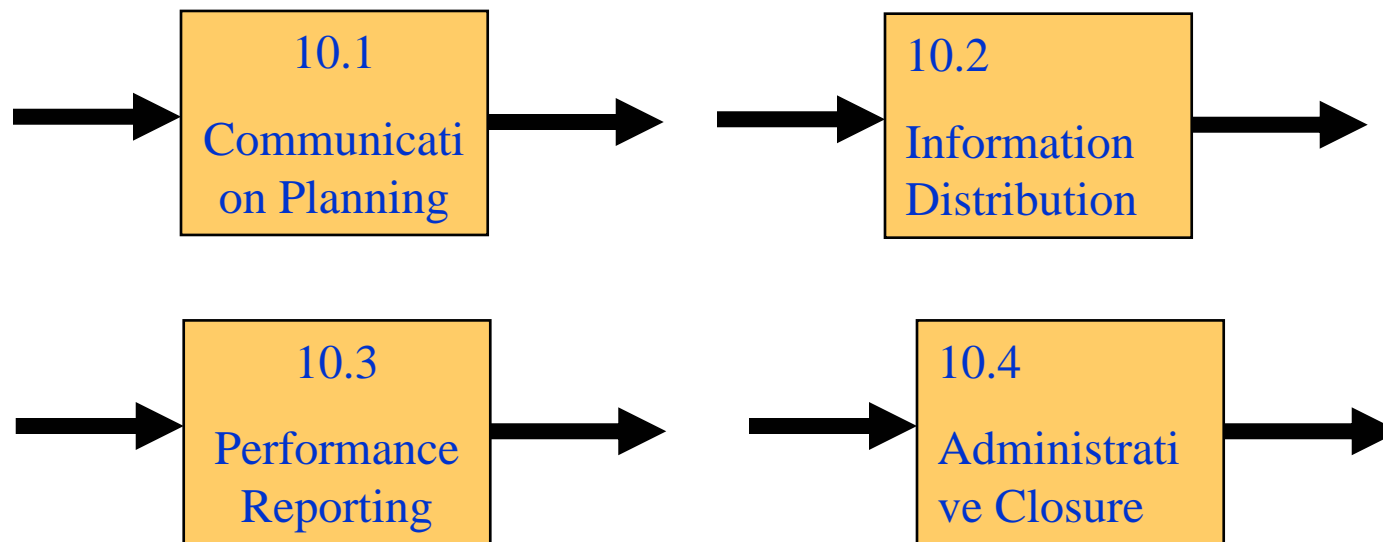 10.1
Communicati
on Planning
10.2
Information
Distribution
10.3
Performance
Reporting
10.4
Administrati
ve Closure